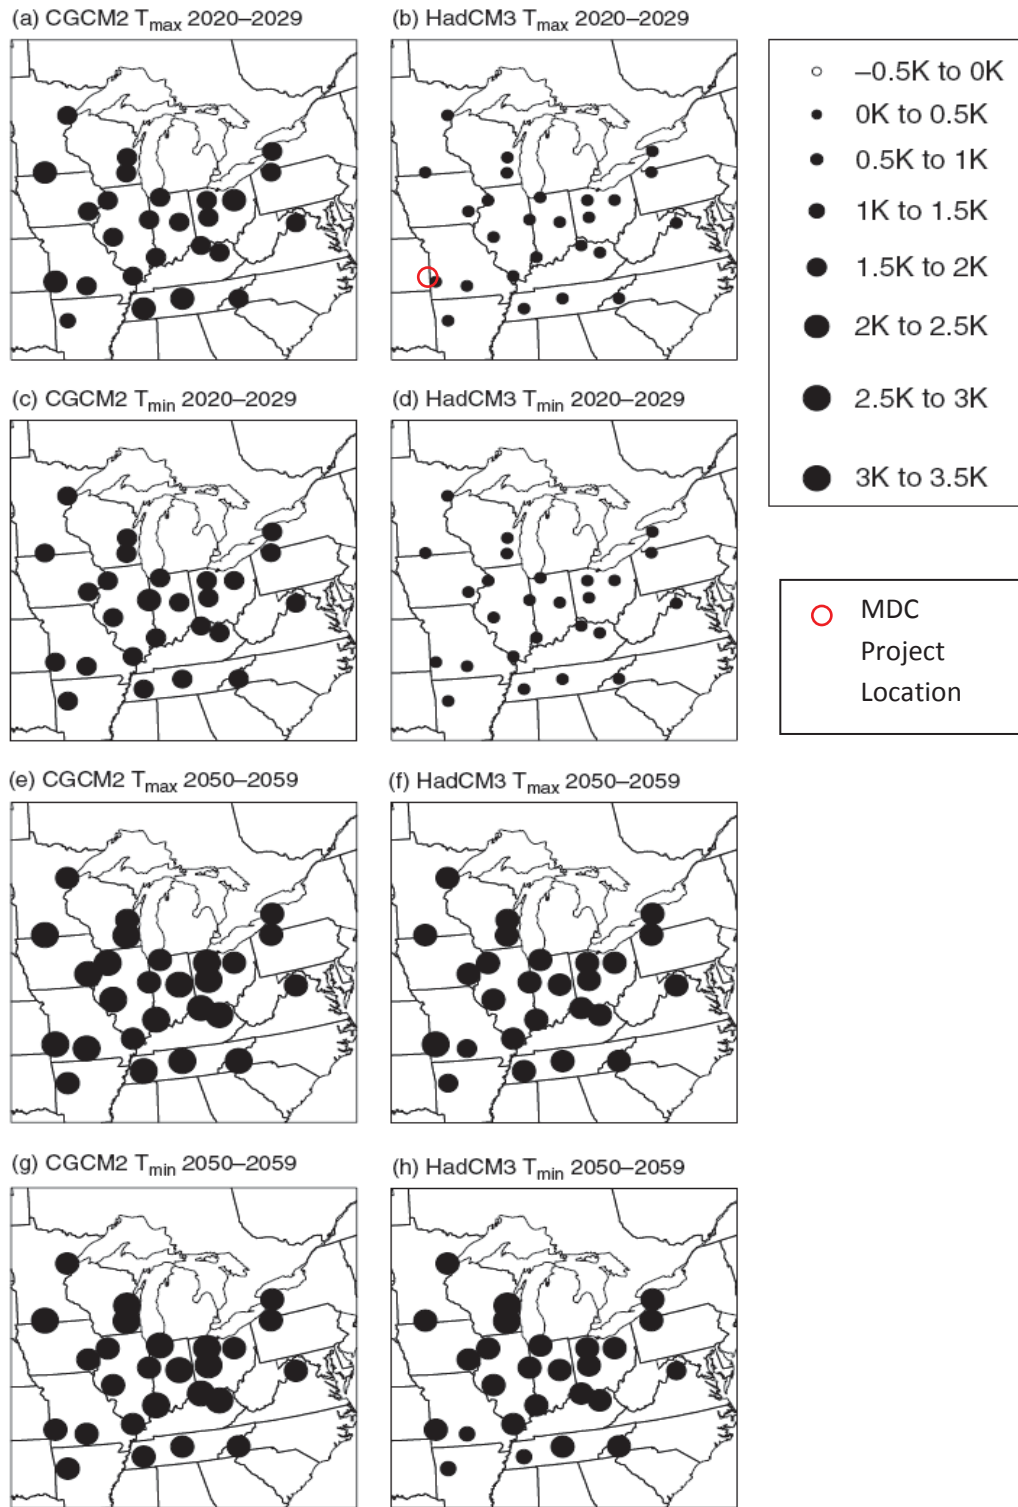 (a) CGCM2 Tmax 2020–2029
(b) HadCM3 Tmax 2020–2029
–0.5K to 0K
0K to 0.5K
0.5K to 1K
1K to 1.5K
1.5K to 2K
2K to 2.5K
2.5K to 3K
3K to 3.5K
(c) CGCM2 Tmin 2020–2029
(d) HadCM3 Tmin 2020–2029
MDC
Project
Location
(e) CGCM2 Tmax 2050–2059
(f) HadCM3 Tmax 2050–2059
(g) CGCM2 Tmin 2050–2059
(h) HadCM3 Tmin 2050–2059